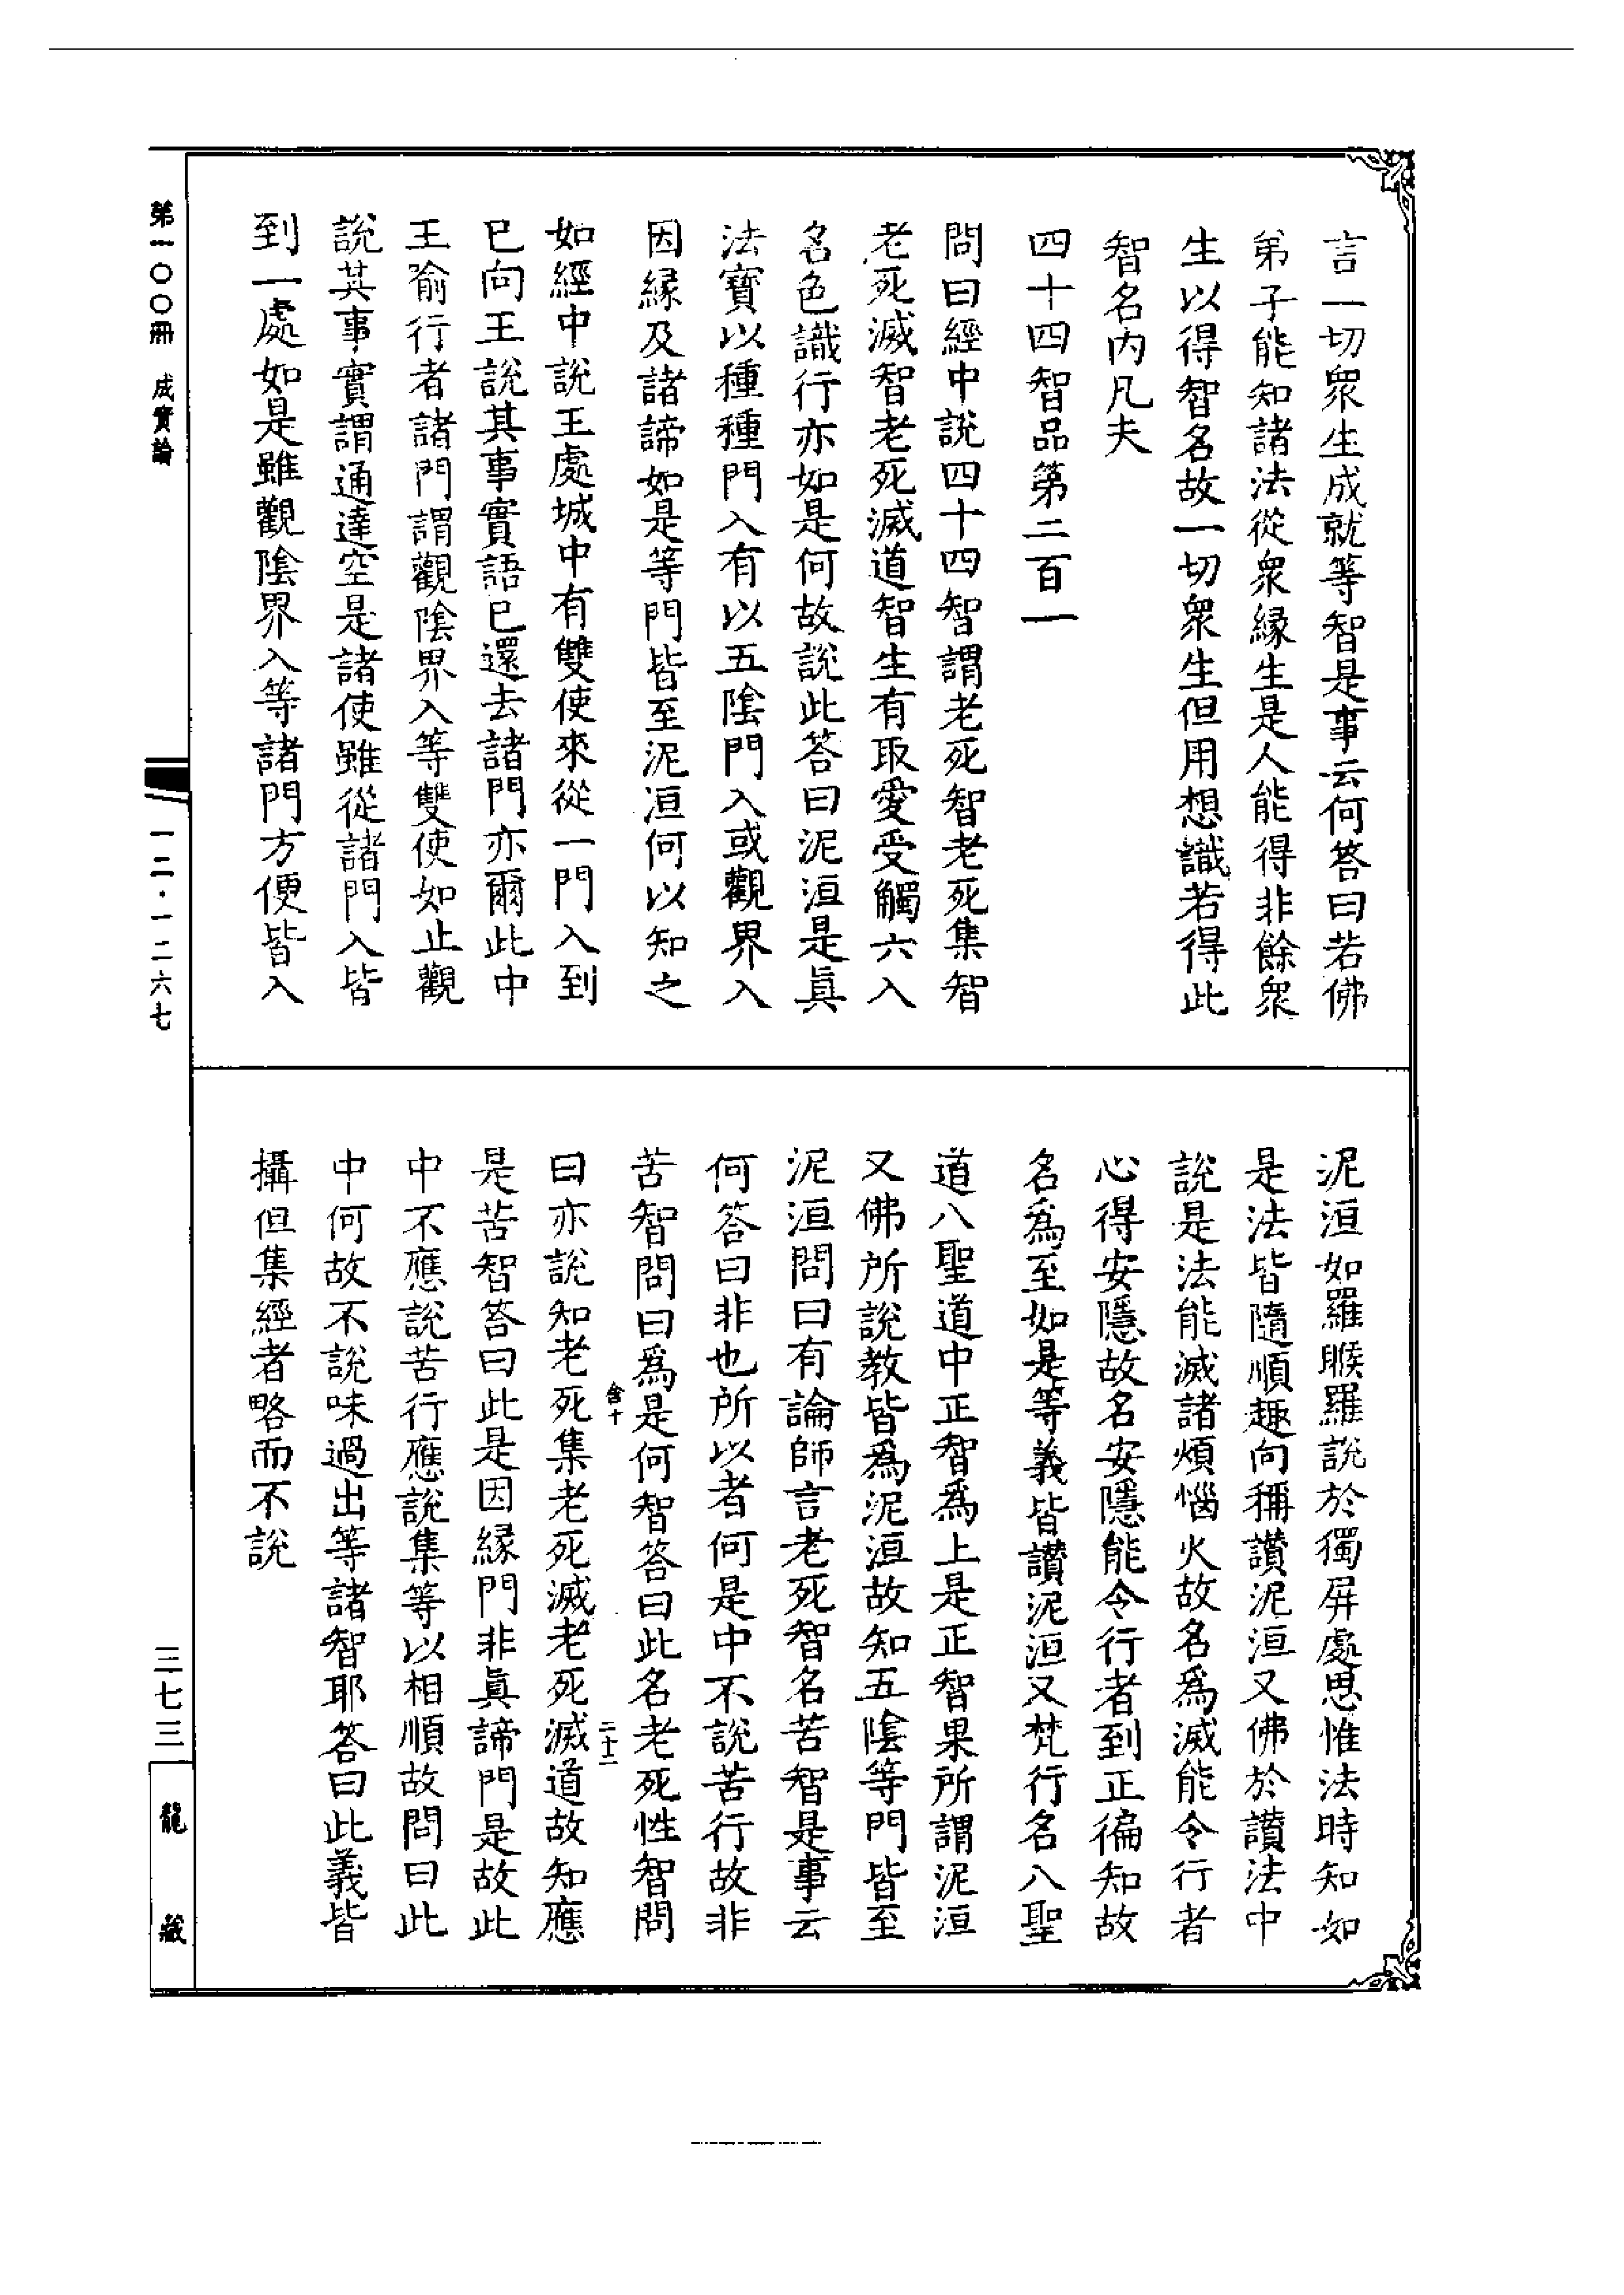 言一切眾生成就等智是事云何答曰若佛
弟子能知諸法從眾緣生是人能得非餘眾
生以得智名故一切眾生但用想識若得此
智名內凡夫
四十四智品第二百一
問曰經中說四十四智謂老死智老死集智
老死滅智老死滅道智生有取愛受觸六入
名色識行亦如是何故說此答曰泥洹是真
法寶以種種門入有以五陰門入或觀界入
因緣及諸諦如是等門皆至泥洹何以知之
如經中說王處城中有雙使來從一門入到
已向王說其事實語已還去諸門亦爾此中
王喻行者諸門謂觀陰界入等雙使如止觀
說其事實謂通達空是諸使雖從諸門入皆
到一處如是雖觀陰界入等諸門方便皆入
泥洹如羅睺羅說於獨屏處思惟法時知如
是法皆隨順趣向稱讚泥洹又佛於讚法中
說是法能滅諸煩惱火故名為滅能令行者
心得安隱故名安隱能令行者到正徧知故
名為至如是等義皆讚泥洹又梵行名八聖
道八聖道中正智為上是正智果所謂泥洹
又佛所說教皆為泥洹故知五陰等門皆至
泥洹問曰有論師言老死智名苦智是事云
何答曰非也所以者何是中不說苦行故非
苦智問曰為是何智答曰此名老死性智問
曰亦說知老死集老死滅老死滅道故知應
是苦智答曰此是因緣門非真諦門是故此
中不應說苦行應說集等以相順故問曰此
中何故不說味過出等諸智耶答曰此義皆
攝但集經者略而不說
第一〇〇冊 成實論
一二·一二六七
三七三
龍藏